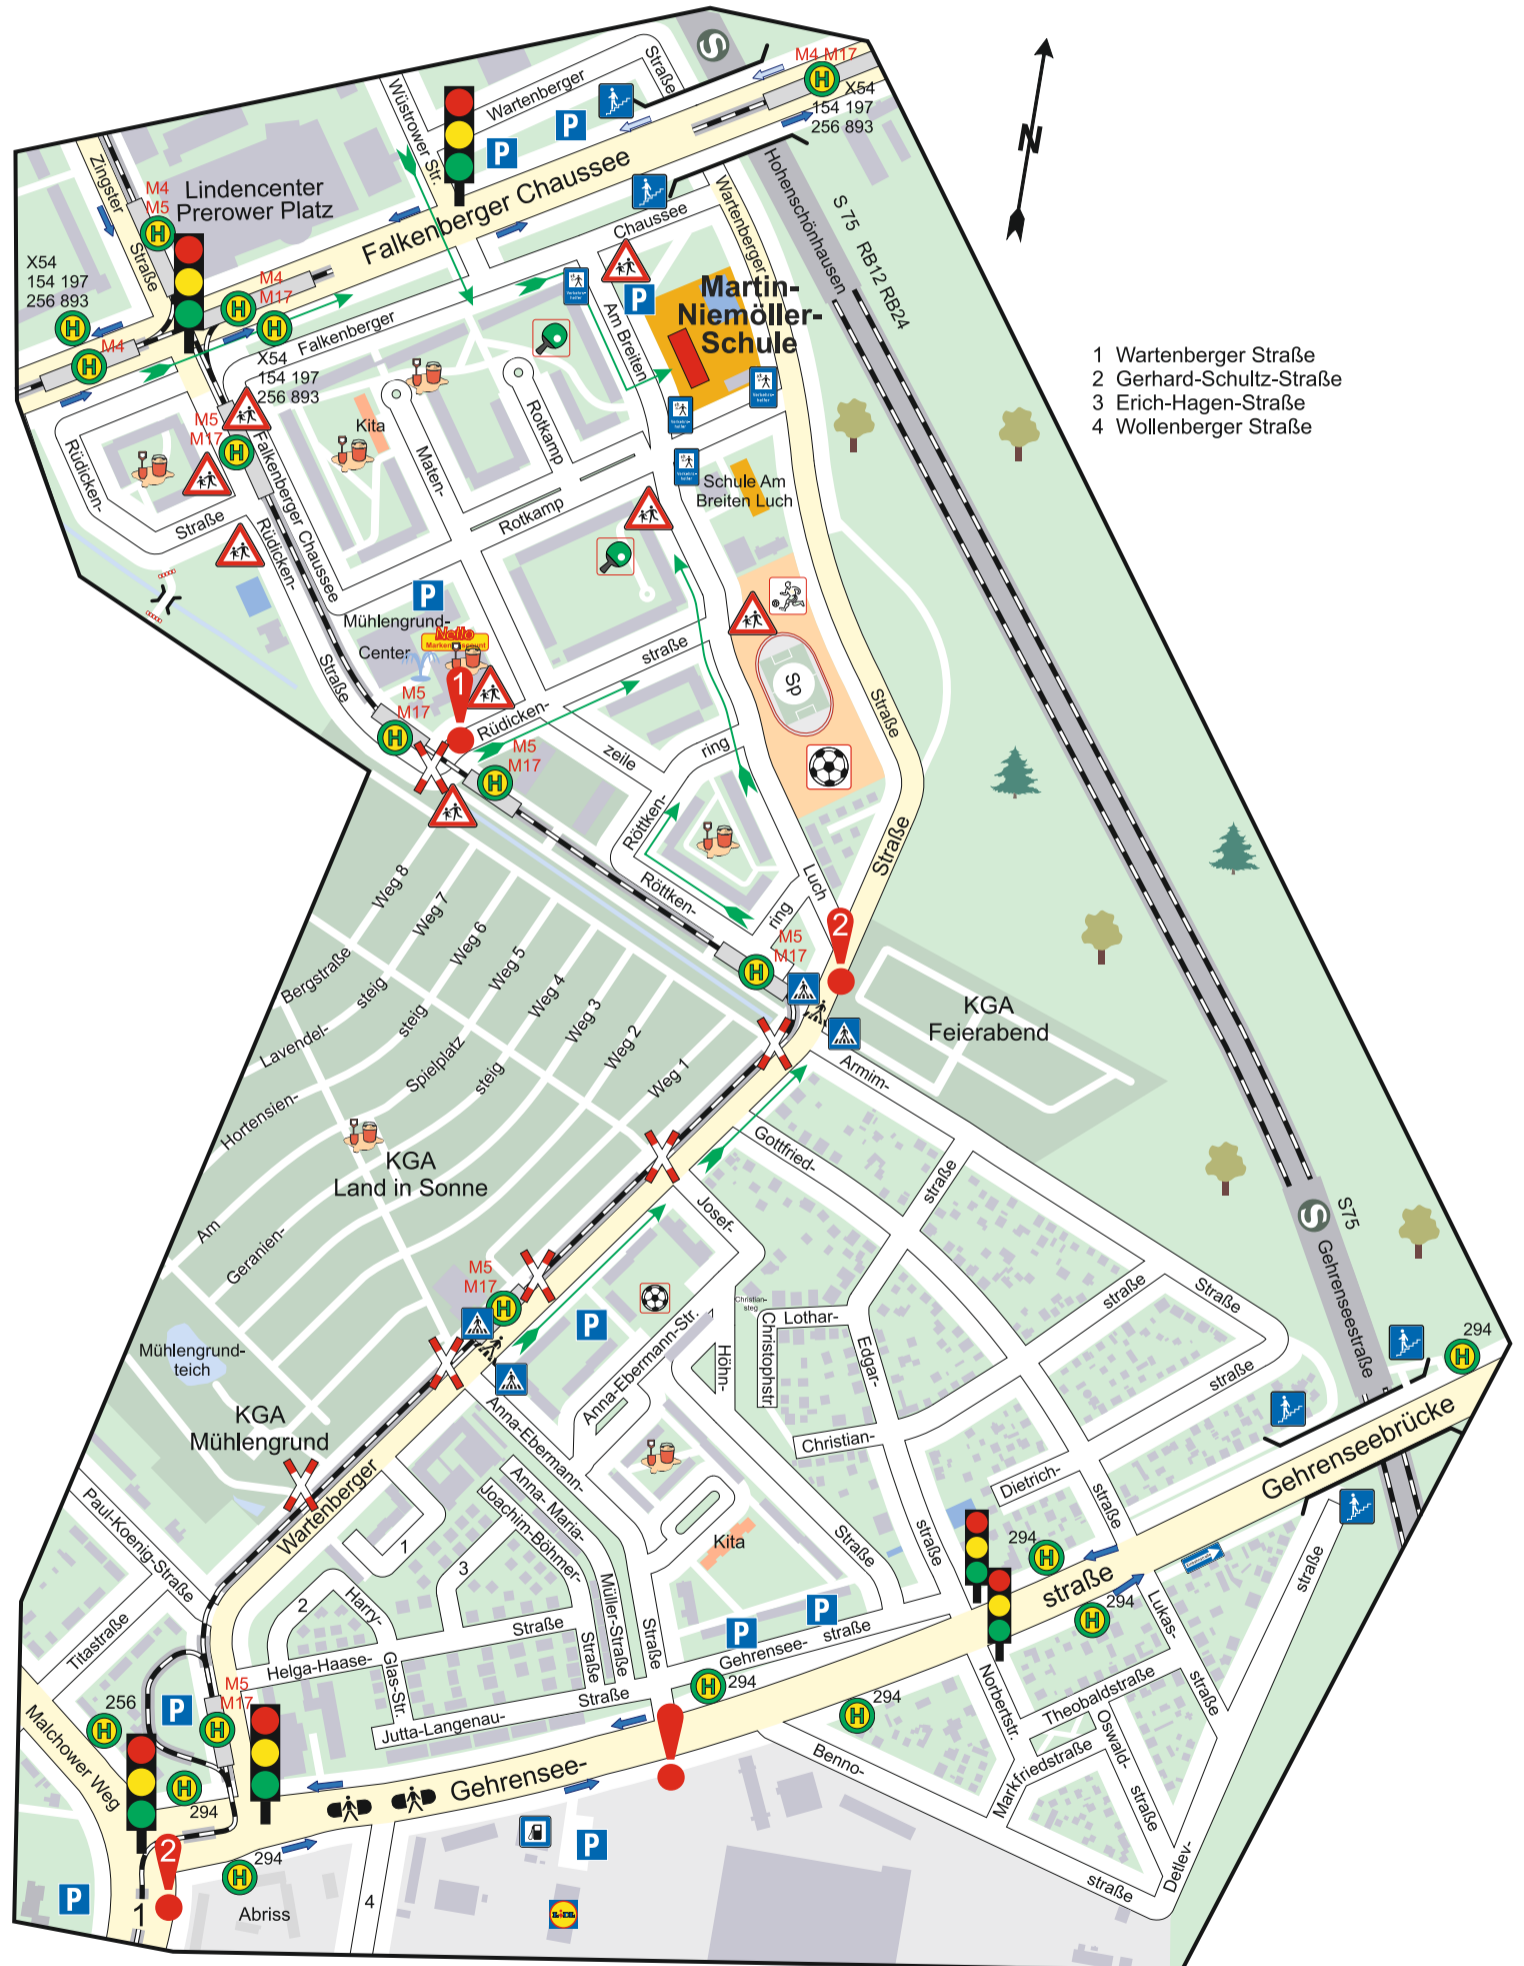 S
Straße
Wartenberger
Wüstrower Str.
M4 M17
H
X54
154 197
256 893
P
P
N
Zingster
Straße
M4
M5
H
Lindencenter
Prerower Platz
Falkenberger Chaussee
Chaussee
Wartenberger
Hohenschönhausen
S 75 RB12 RB24
X54
154 197
256 893
H
M4
M17
H
H
M4
H
X54
154 197
256 893
Falkenberger
Am Breiten
P
Martin-
Niemöller-
Schule
1 Wartenberger Straße
2 Gerhard-Schultz-Straße
3 Erich-Hagen-Straße
4 Wollenberger Straße
M5
M17
H
Kita
Rotkamp
Maten-
Rüdicken-
Straße
Falkenberger Chaussee
Rüdicken-
Straße
Rotkamp
Schule Am
Breiten Luch
P
Mühlengrund-
Center
Netto
1
M5
M17
H
Rüdicken-
straße
M5
M17
H
zeile
ring
Röttken-
Röttken-
ring
Luch
Sp
Straße
Straße
2
M5
M17
H
KGA
Feierabend
Weg 8
Weg 7
Weg 6
Weg 5
Weg 4
Weg 3
Weg 2
Weg 1
Bergstraße
Lavendel-
steig
Hortensien-
steig
Am
Spielplatz
Geranien-
steig
KGA
Land in Sonne
Armim-
Gottfried-
straße
Josef-
M5
M17
H
P
Mühlengrund-
teich
KGA
Mühlengrund
Christian-
steg
Christophstr.
Lothar-
Edgar-
Höhn-
Anna-Ebermann-Str.
Anna-Ebermann-
Straße
straße
Straße
straße
S
S75
Gehrenseestraße
294
H
Gehrenseebrücke
Christian-
Dietrich-
straße
straße
Straße
Wartenberger
Paul-Koenig-Straße
Titastraße
Anna- Maria-
Müller-Straße
Joachim-Böhmer-
Straße
1
2
3
Harry-
Glas-Str.
Helga-Haase-
Straße
Kita
P
P
Gehrensee-
straße
294
H
294
H
straße
Lukas-
straße
straße
Jutta-Langenau-
Straße
H
294
H
294
Norbertstr.
Theobaldstraße
Oswald-
straße
Markfriedstraße
Benno-
straße
Detlev-
Malchower Weg
256
H
P
M5
M17
H
H
294
Gehrensee-
2
H
294
Abriss
4
P
LIDL
P
1